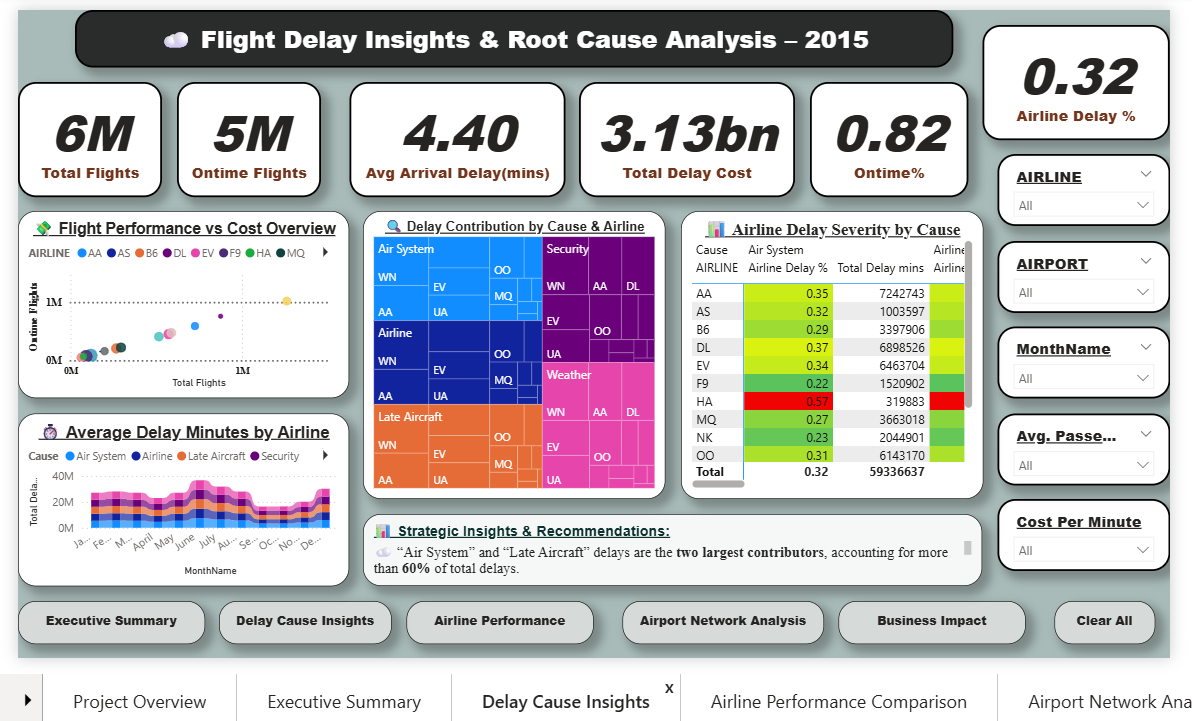 Flight Delay Insights & Root Cause Analysis – 2015
0.32
Airline Delay %
6M
Total Flights
5M
Ontime Flights
4.40
Avg Arrival Delay(mins)
3.13bn
Total Delay Cost
0.82
Ontime%
AIRLINE
All
AIRPORT
All
MonthName
All
Avg. Passe...
All
Cost Per Minute
All
Flight Performance vs Cost Overview
AIRLINE AA AS B6 DL EV F9 HA MQ
Ontime Flights
1M
0M
0M 1M
Total Flights
Average Delay Minutes by Airline
Cause Air System Airline Late Aircraft Security
Total Dela...
40M
20M
0M
Ja... Fe... M... April May June July Au... Se... Oc... No... De...
MonthName
Delay Contribution by Cause & Airline
Air System
WN
AA
EV
UA
OO
MQ
Airline
WN
AA
EV
UA
OO
MQ
Late Aircraft
WN
AA
EV
UA
OO
MQ
Security
WN
AA
DL
EV
UA
OO
Weather
WN
AA
DL
EV
UA
OO
Airline Delay Severity by Cause
Cause Air System Airline
AIRLINE Airline Delay % Total Delay mins Airline
AA 0.35 7242743
AS 0.32 1003597
B6 0.29 3397906
DL 0.37 6898526
EV 0.34 6463704
F9 0.22 1520902
HA 0.57 319883
MQ 0.27 3663018
NK 0.23 2044901
OO 0.31 6143170
Total 0.32 59336637
Strategic Insights & Recommendations:
“Air System” and “Late Aircraft” delays are the two largest contributors, accounting for more
than 60% of total delays.
Executive Summary
Delay Cause Insights
Airline Performance
Airport Network Analysis
Business Impact
Clear All
Project Overview
Executive Summary
Delay Cause Insights
x
Airline Performance Comparison
Airport Network Ana